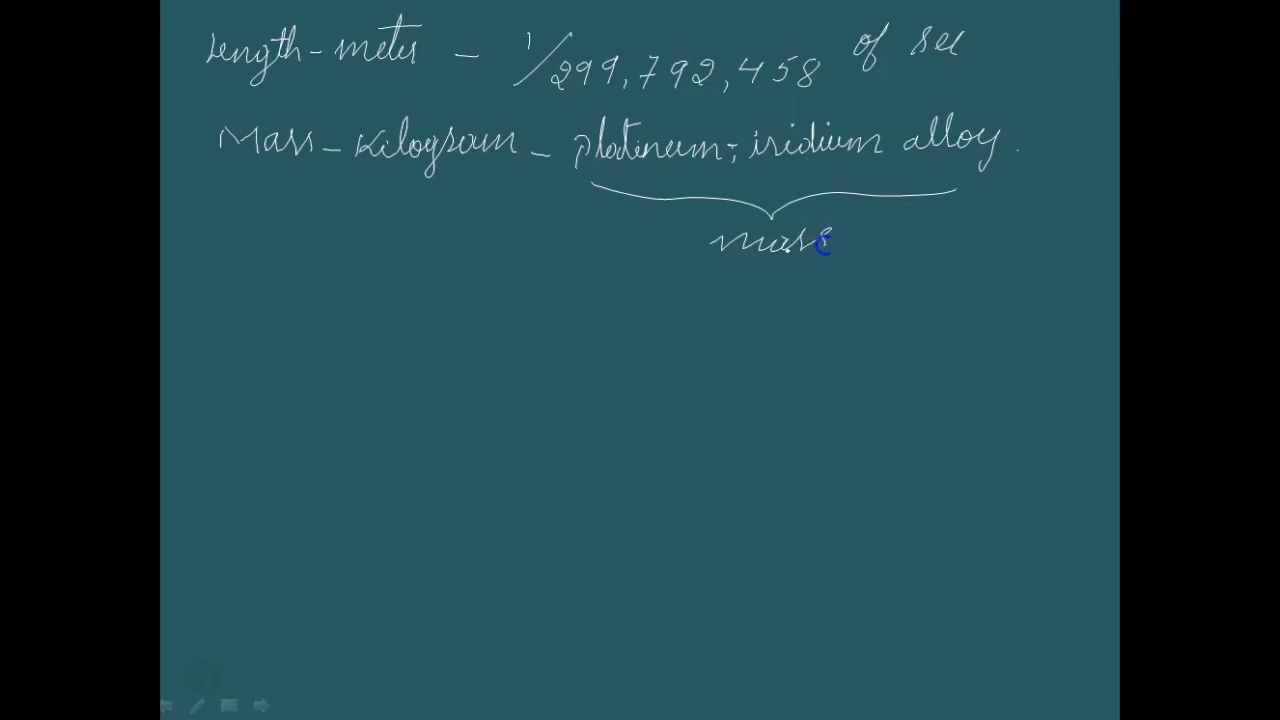 Length - meter - 1/299,792,458 of sec
Mass - Kilogram - platinum-iridium alloy.
mass